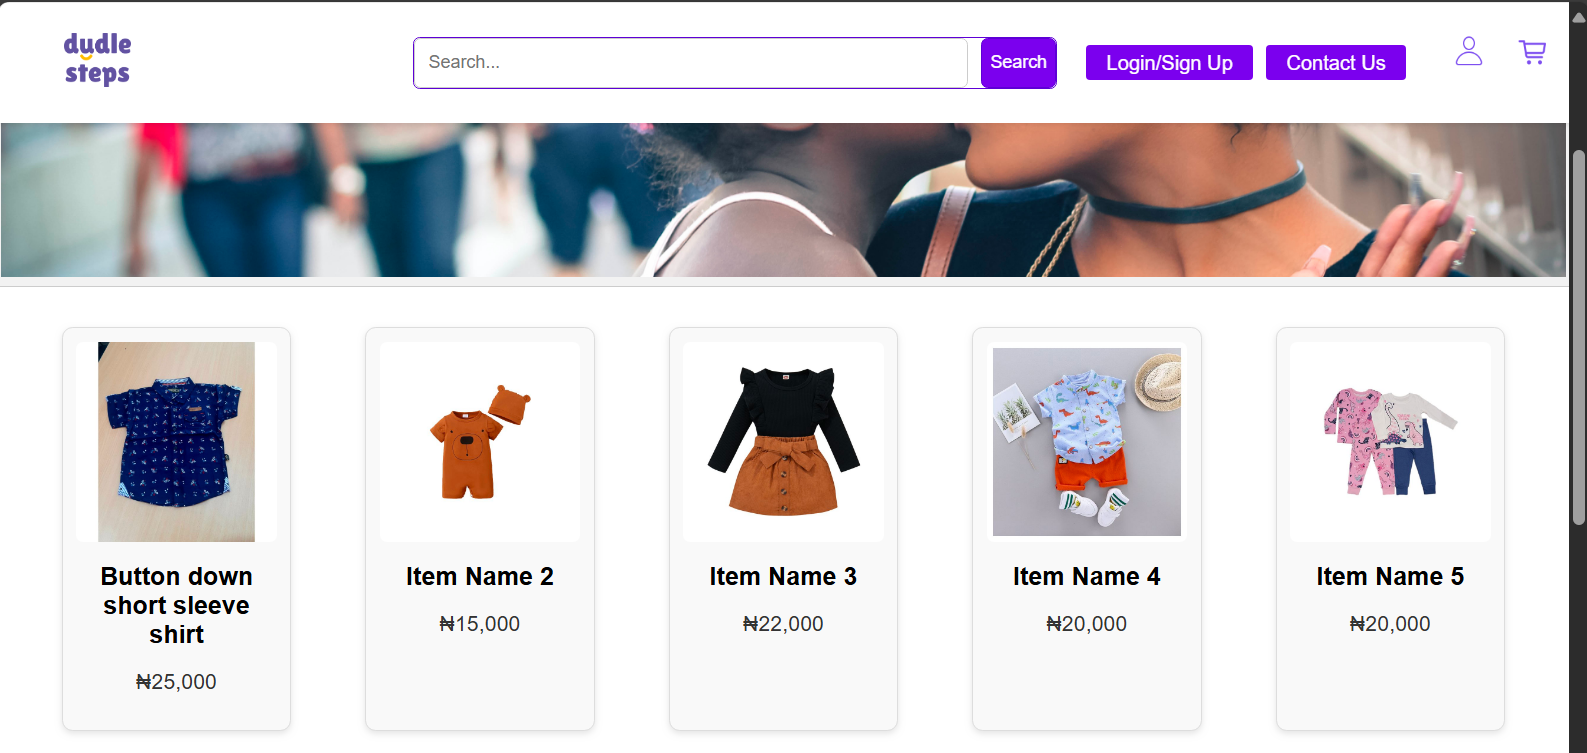 dudle
steps
Search...
Search
Login/Sign Up
Contact Us
Button down
short sleeve
shirt
₦25,000
Item Name 2
₦15,000
Item Name 3
₦22,000
Item Name 4
₦20,000
Item Name 5
₦20,000